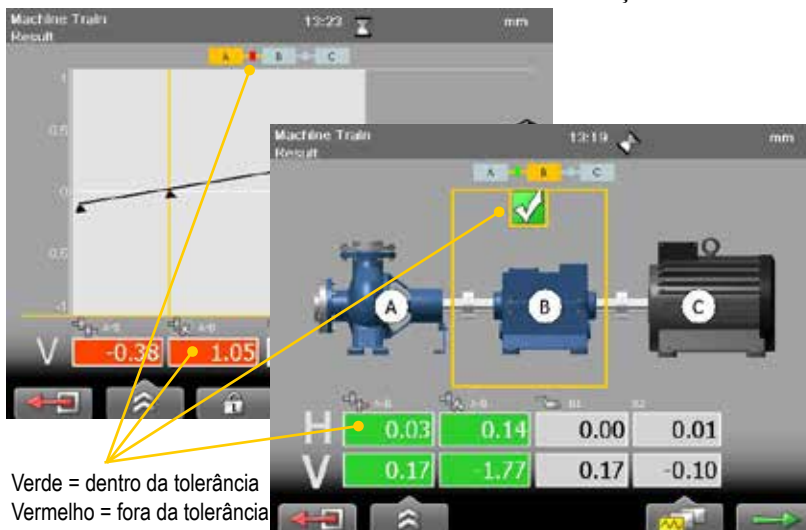 Machine Train 13:23 mm
Result
A B C
1
0.5
0
0.5
-1
A-B A-B
V -0.38 1.05
Machine Train 13:19 mm
Result
A B C
A B C
A-B A-B B1 B2
H 0.03 0.14 0.00 0.01
V 0.17 -1.77 0.17 -0.10
Verde = dentro da tolerância
Vermelho = fora da tolerância